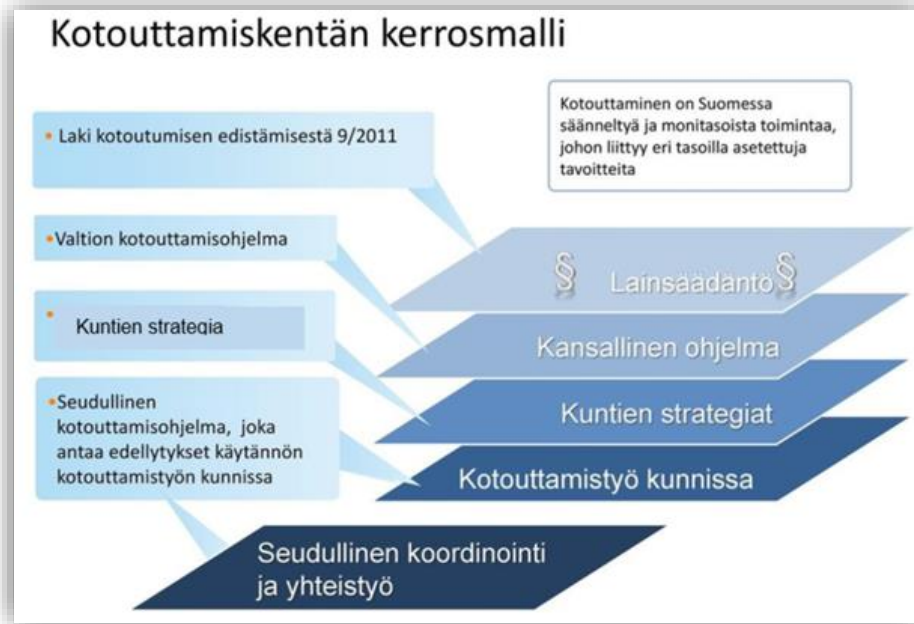 Kotouttamiskentän kerrosmalli
Kotouttaminen on Suomessa
säänneltyä ja monitasoista toimintaa,
johon liittyy eri tasoilla asetettuja
tavoitteita
• Laki kotoutumisen edistämisestä 9/2011
•Valtion kotouttamisohjelma
• Kuntien strategia
•Seudullinen
kotouttamisohjelma, joka
antaa edellytykset käytännön
kotouttamistyön kunnissa
§ Lainsäädäntö §
Kansallinen ohjelma
Kuntien strategiat
Kotouttamistyö kunnissa
Seudullinen koordinointi
ja yhteistyö